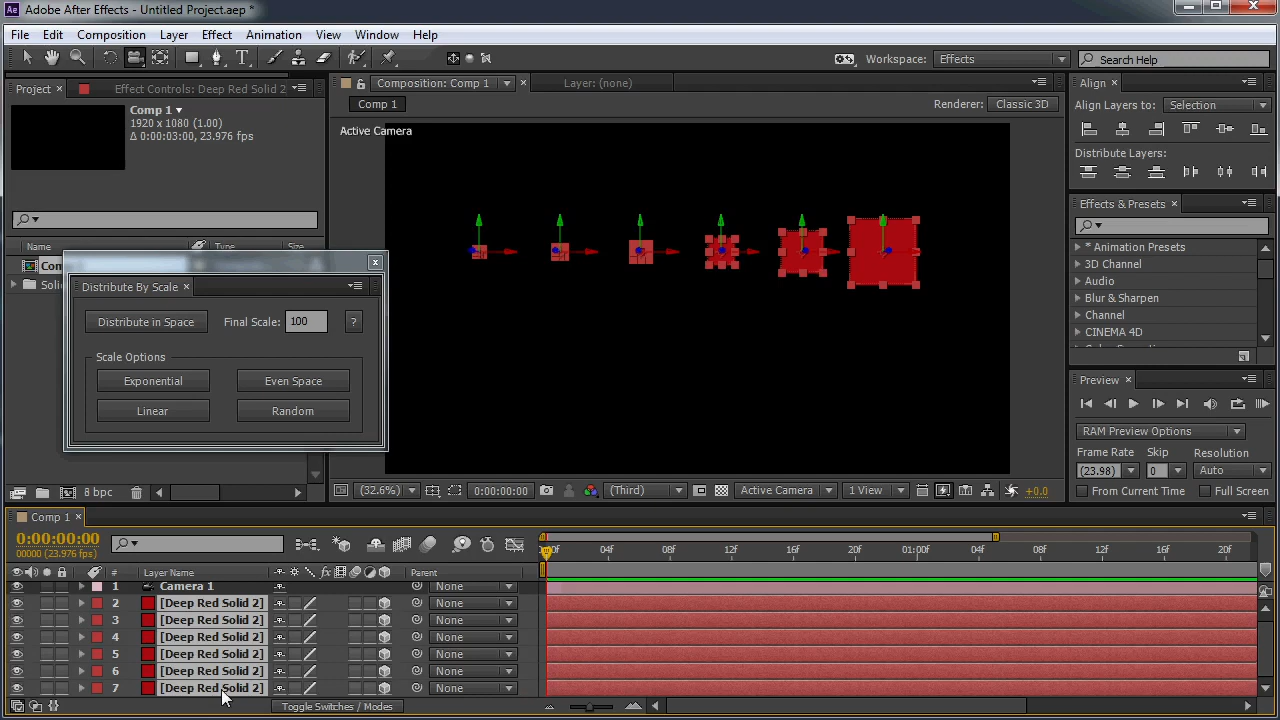 Adobe After Effects - Untitled Project.aep *
File Edit Composition Layer Effect Animation View Window Help
Workspace: Effects
Search Help
Project
Effect Controls: Deep Red Solid 2
Comp 1
1920 x 1080 (1.00)
Δ 0:00:03:00, 23.976 fps
Name Type Size
Distribute By Scale
Distribute in Space Final Scale: 100 ?
Scale Options
Exponential Even Space
Linear Random
8 bpc
Composition: Comp 1
Layer: (none)
Comp 1
Renderer: Classic 3D
Active Camera
(32.6%) 0:00:00:00 (Third) Active Camera 1 View +0.0
Align
Align Layers to: Selection
Distribute Layers:
Effects & Presets
* Animation Presets
3D Channel
Audio
Blur & Sharpen
Channel
CINEMA 4D
Preview
RAM Preview Options
Frame Rate Skip Resolution
(23.98) 0 Auto
From Current Time Full Screen
Comp 1
0:00:00:00
00000 (23.976 fps)
04f 08f 12f 16f 20f 01:00f 04f 08f 12f 16f 20f
# Layer Name fx Parent
1 Camera 1 None
2 [Deep Red Solid 2] None
3 [Deep Red Solid 2] None
4 [Deep Red Solid 2] None
5 [Deep Red Solid 2] None
6 [Deep Red Solid 2] None
7 [Deep Red Solid 2] None
Toggle Switches / Modes